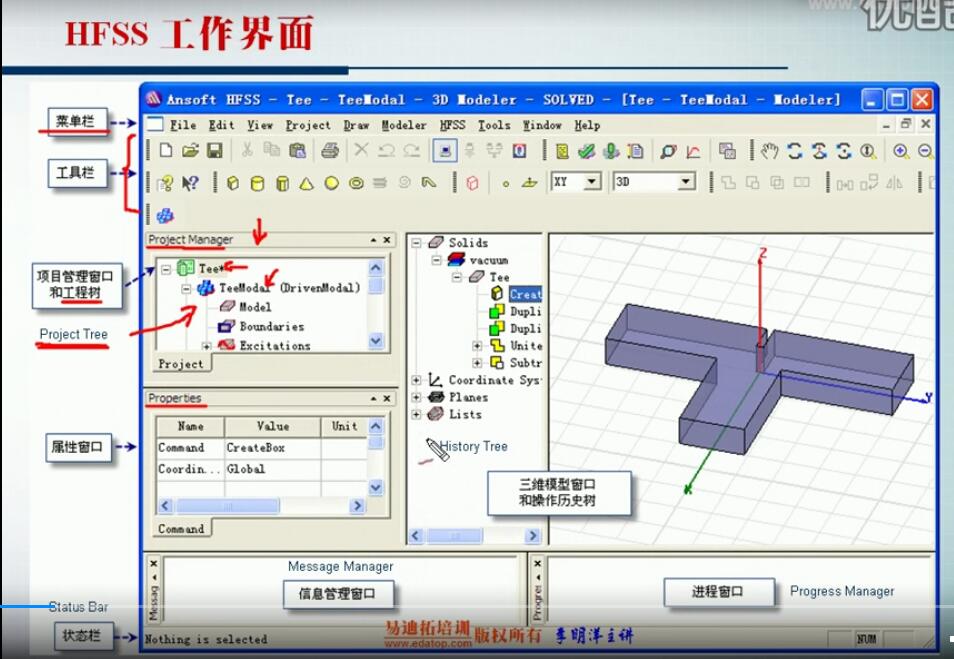 HFSS 工作界面
www.
优酷
Ansoft HFSS - Tee - TeeModal - 3D Modeler - SOLVED - [Tee - TeeModal - Modeler]
菜单栏
File Edit View Project Draw Modeler HFSS Tools Window Help
工具栏
XY 3D
项目管理窗口
和工程树
Project Tree
Project Manager
Tee*
TeeModal (DrivenModal)
Model
Boundaries
Excitations
Project
Solids
vacuum
Tee
Creat
Dupli
Dupli
Unite
Subtr
Coordinate Sys
Planes
Lists
History Tree
Z
Y
X
属性窗口
Properties
Name Value Unit
Command CreateBox
Coordin... Global
Command
三维模型窗口
和操作历史树
Messag
Message Manager
信息管理窗口
Progres
进程窗口
Progress Manager
Status Bar
状态栏
Nothing is selected
NUM
易迪拓培训 版权所有 李明洋主讲
www.edatop.com